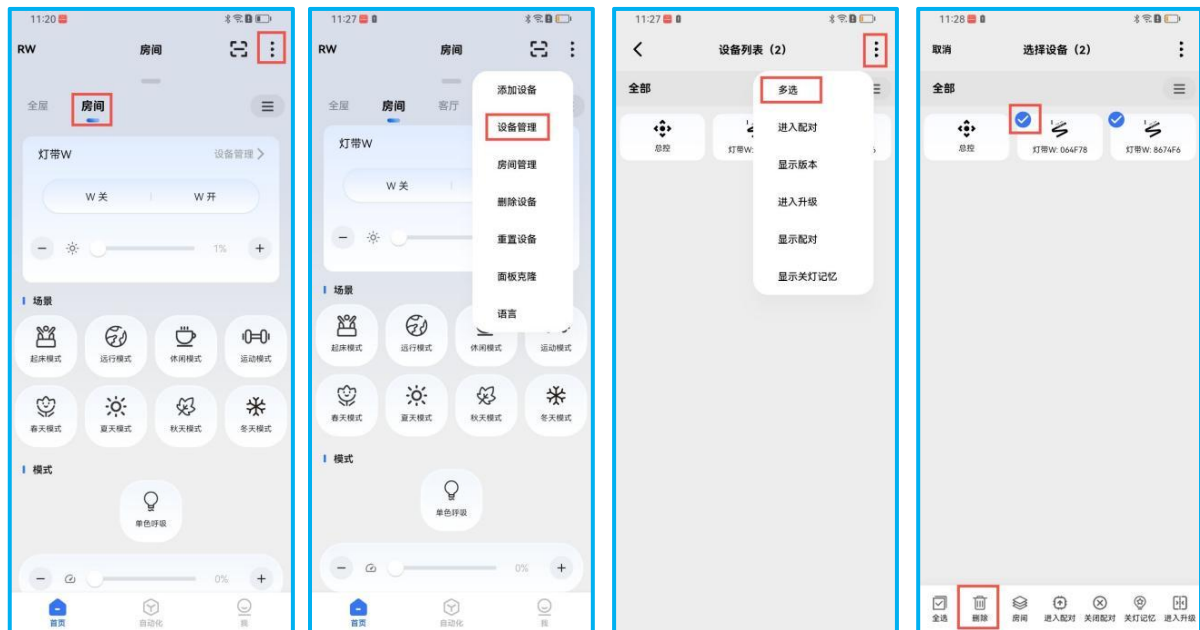 11:20
RW 房间
全屋 房间
灯带W 设备管理
W 关 W 开
1%
场景
起床模式 远行模式 休闲模式 运动模式
春天模式 夏天模式 秋天模式 冬天模式
模式
单色呼吸
0%
首页 自动化 我
11:27
RW 房间
全屋 房间 客厅
灯带W
W 关
添加设备
设备管理
房间管理
删除设备
重置设备
面板克隆
语言
场景
起床模式 远行模式 休闲模式 运动模式
春天模式 夏天模式 秋天模式 冬天模式
模式
单色呼吸
0%
首页 自动化 我
11:27
设备列表（2）
全部
总控 灯带W: 6
多选
进入配对
显示版本
进入升级
显示配对
显示关灯记忆
11:28
取消 选择设备（2）
全部
总控 灯带W: 064F78 灯带W: 8674F6
全选 删除 房间 进入配对 关闭配对 关灯记忆 进入升级